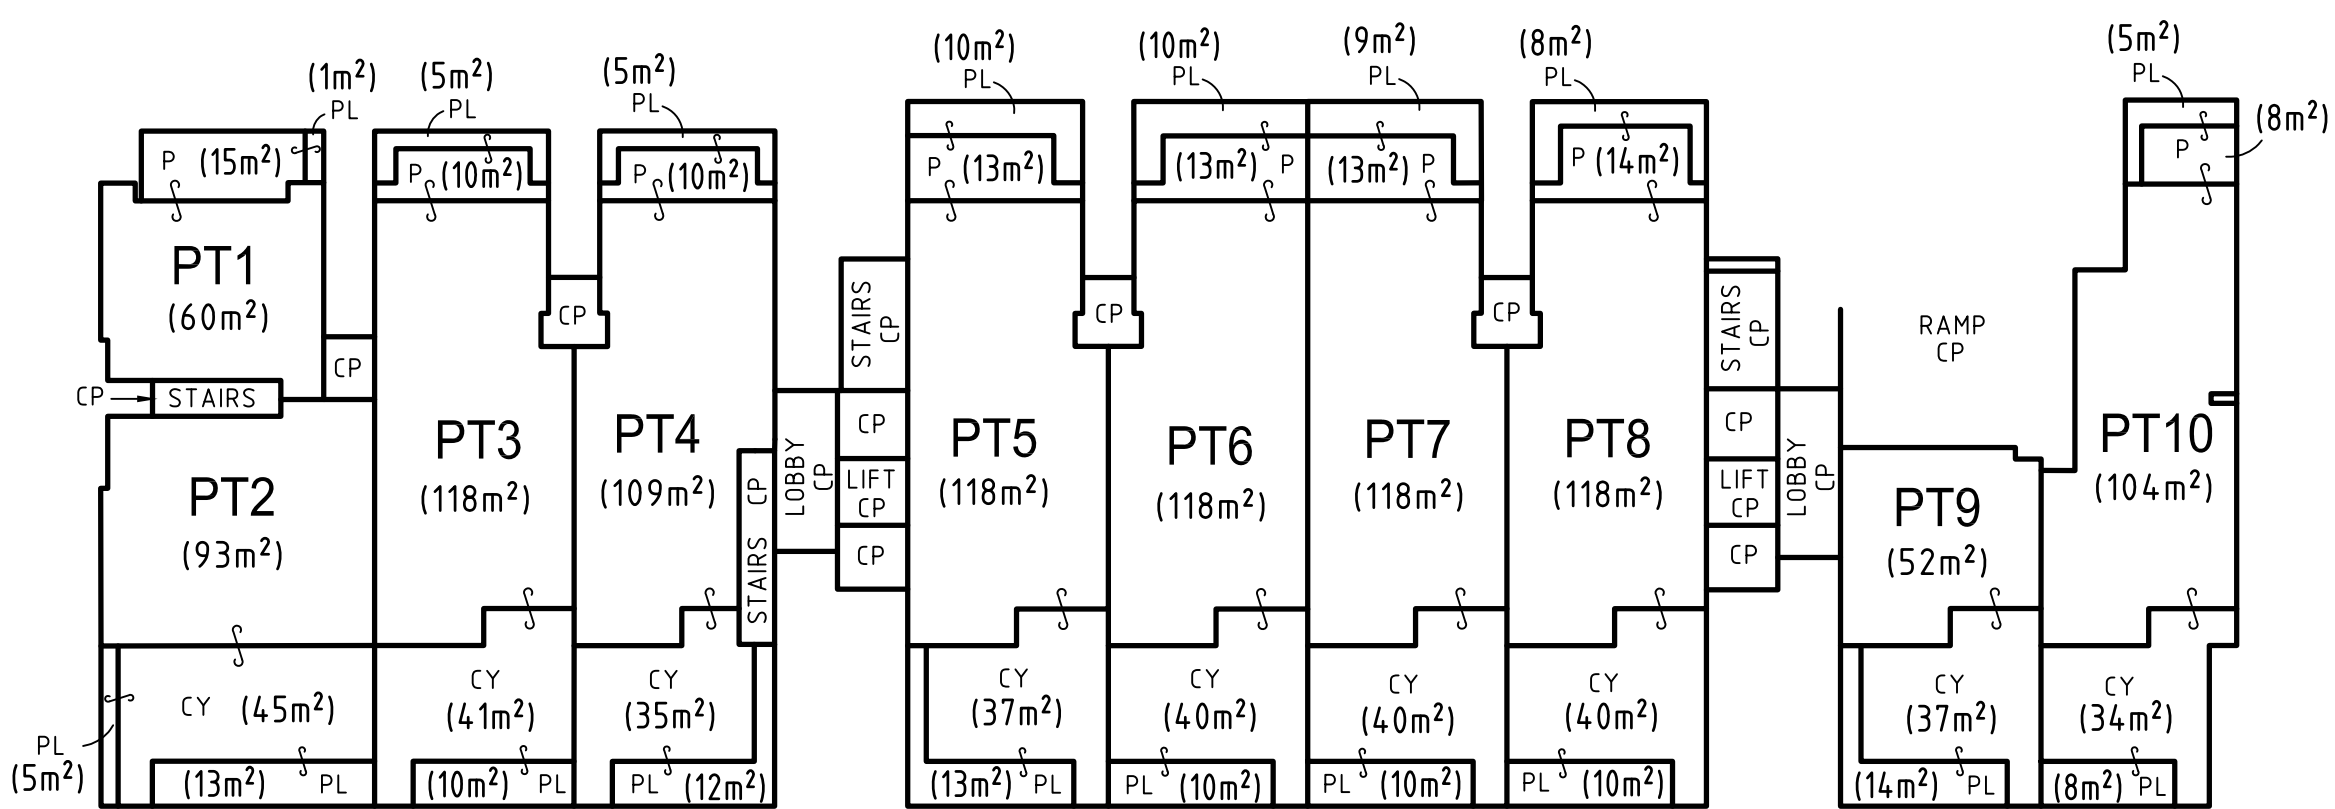 (1m²)
PL
(5m²)
PL
(5m²)
PL
(10m²)
PL
(10m²)
PL
(9m²)
PL
(8m²)
PL
(5m²)
PL
(8m²)
P (15m²)
P (10m²)
P (10m²)
P (13m²)
(13m²) P
(13m²) P
P (14m²)
P
PT1
(60m²)
CP
CP
STAIRS
CP
STAIRS
CP
CP
CP
STAIRS
CP
RAMP
CP
PT2
(93m²)
PT3
(118m²)
PT4
(109m²)
STAIRS CP
LOBBY
CP
CP
LIFT
CP
CP
PT5
(118m²)
PT6
(118m²)
PT7
(118m²)
PT8
(118m²)
CP
LIFT
CP
CP
LOBBY
CP
PT9
(52m²)
PT10
(104m²)
CY (45m²)
CY
(41m²)
CY
(35m²)
CY
(37m²)
CY
(40m²)
CY
(40m²)
CY
(40m²)
CY
(37m²)
CY
(34m²)
PL
(5m²)
(13m²) PL
(10m²) PL
PL (12m²)
(13m²) PL
PL (10m²)
PL (10m²)
PL (10m²)
(14m²) PL
(8m²) PL